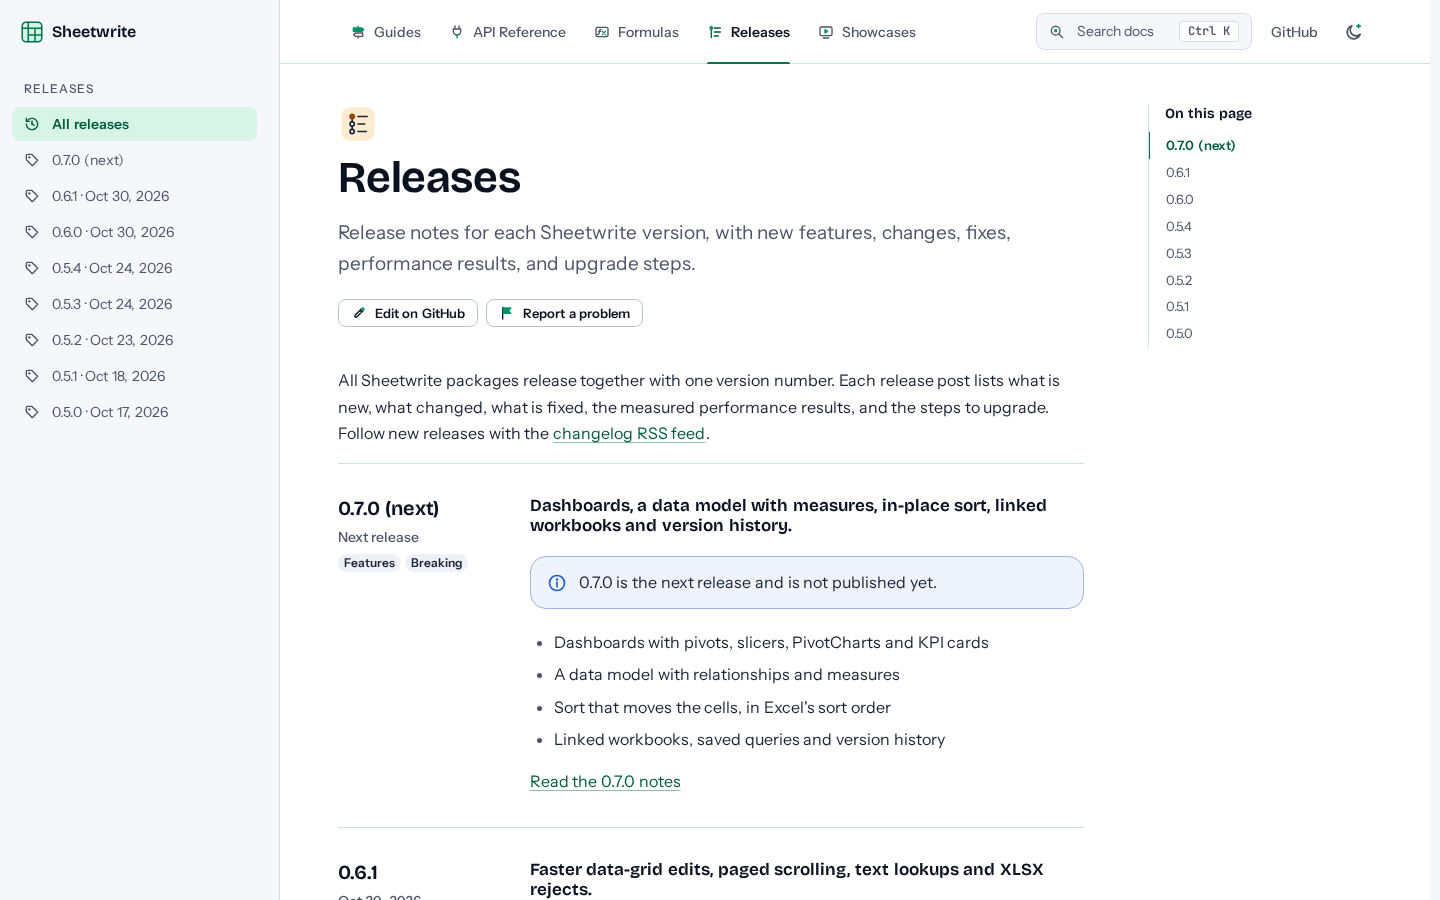 Sheetwrite
Guides
API Reference
Formulas
Releases
Showcases
Search docs
Ctrl K
GitHub
RELEASES
All releases
0.7.0 (next)
0.6.1 · Oct 30, 2026
0.6.0 · Oct 30, 2026
0.5.4 · Oct 24, 2026
0.5.3 · Oct 24, 2026
0.5.2 · Oct 23, 2026
0.5.1 · Oct 18, 2026
0.5.0 · Oct 17, 2026
Releases
Release notes for each Sheetwrite version, with new features, changes, fixes,
performance results, and upgrade steps.
Edit on GitHub
Report a problem
All Sheetwrite packages release together with one version number. Each release post lists what is
new, what changed, what is fixed, the measured performance results, and the steps to upgrade.
Follow new releases with the changelog RSS feed.
0.7.0 (next)
Next release
Features
Breaking
Dashboards, a data model with measures, in-place sort, linked
workbooks and version history.
0.7.0 is the next release and is not published yet.
Dashboards with pivots, slicers, PivotCharts and KPI cards
A data model with relationships and measures
Sort that moves the cells, in Excel's sort order
Linked workbooks, saved queries and version history
Read the 0.7.0 notes
0.6.1
Oct 30, 2026
Faster data-grid edits, paged scrolling, text lookups and XLSX
rejects.
On this page
0.7.0 (next)
0.6.1
0.6.0
0.5.4
0.5.3
0.5.2
0.5.1
0.5.0